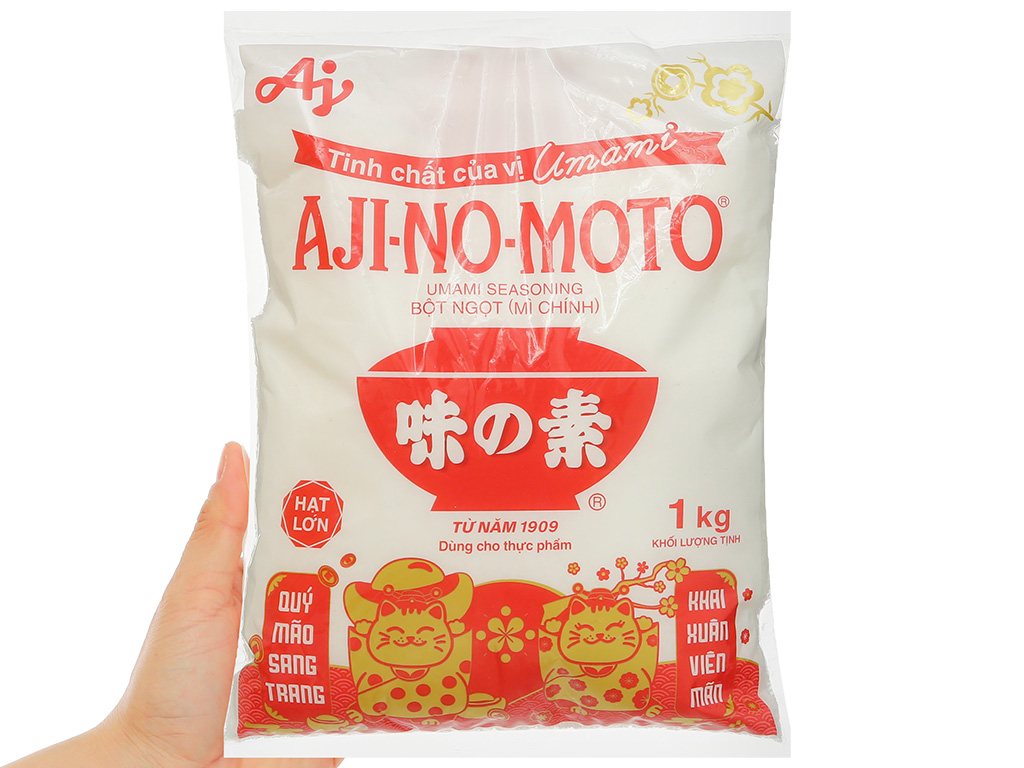 Aj
Tinh chất của vị Umami
AJI-NO-MOTO®
UMAMI SEASONING
BỘT NGỌT (MÌ CHÍNH)
味の素
®
HẠT
LỚN
TỪ NĂM 1909
Dùng cho thực phẩm
1 kg
KHỐI LƯỢNG TỊNH
QUÝ
MÃO
SANG
TRANG
KHAI
XUÂN
VIÊN
MÃN